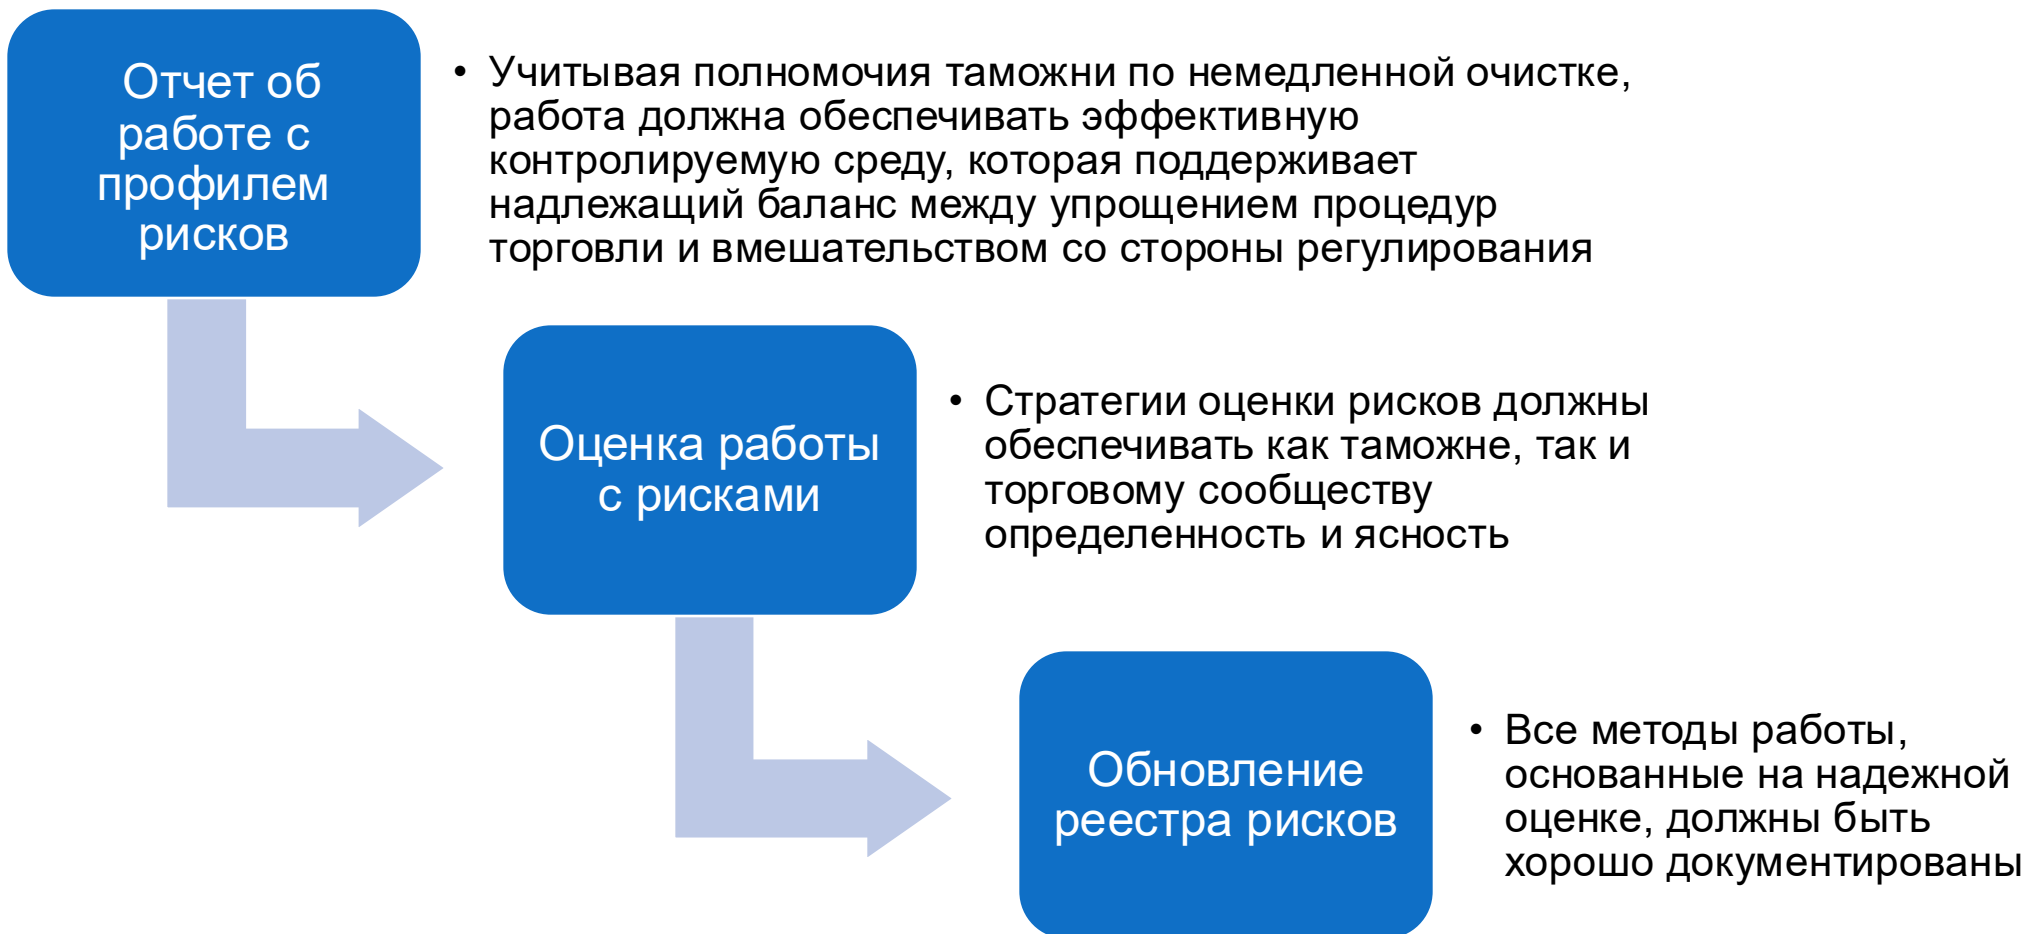 Отчет об
работе с
профилем
рисков
• Учитывая полномочия таможни по немедленной очистке,
работа должна обеспечивать эффективную
контролируемую среду, которая поддерживает
надлежащий баланс между упрощением процедур
торговли и вмешательством со стороны регулирования
Оценка работы
с рисками
• Стратегии оценки рисков должны
обеспечивать как таможне, так и
торговому сообществу
определенность и ясность
Обновление
реестра рисков
• Все методы работы,
основанные на надежной
оценке, должны быть
хорошо документированы